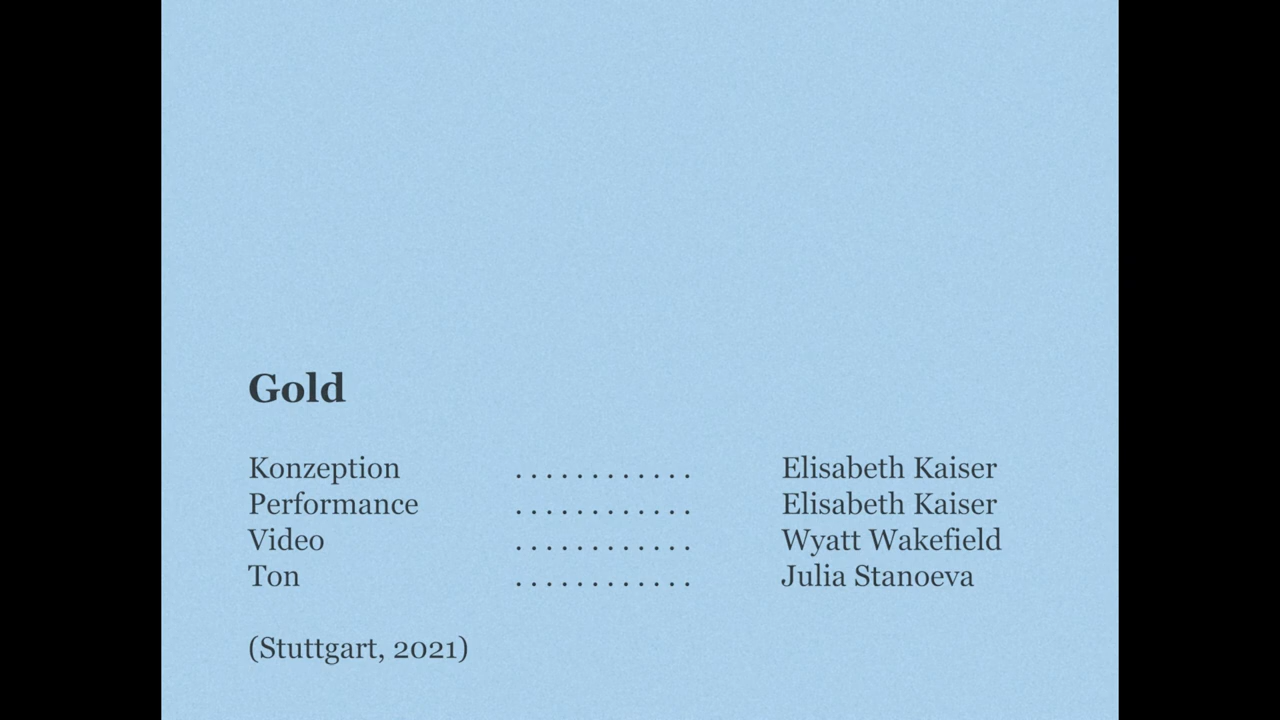 Gold
Konzeption ............ Elisabeth Kaiser
Performance ............ Elisabeth Kaiser
Video ............ Wyatt Wakefield
Ton ............ Julia Stanoeva
(Stuttgart, 2021)